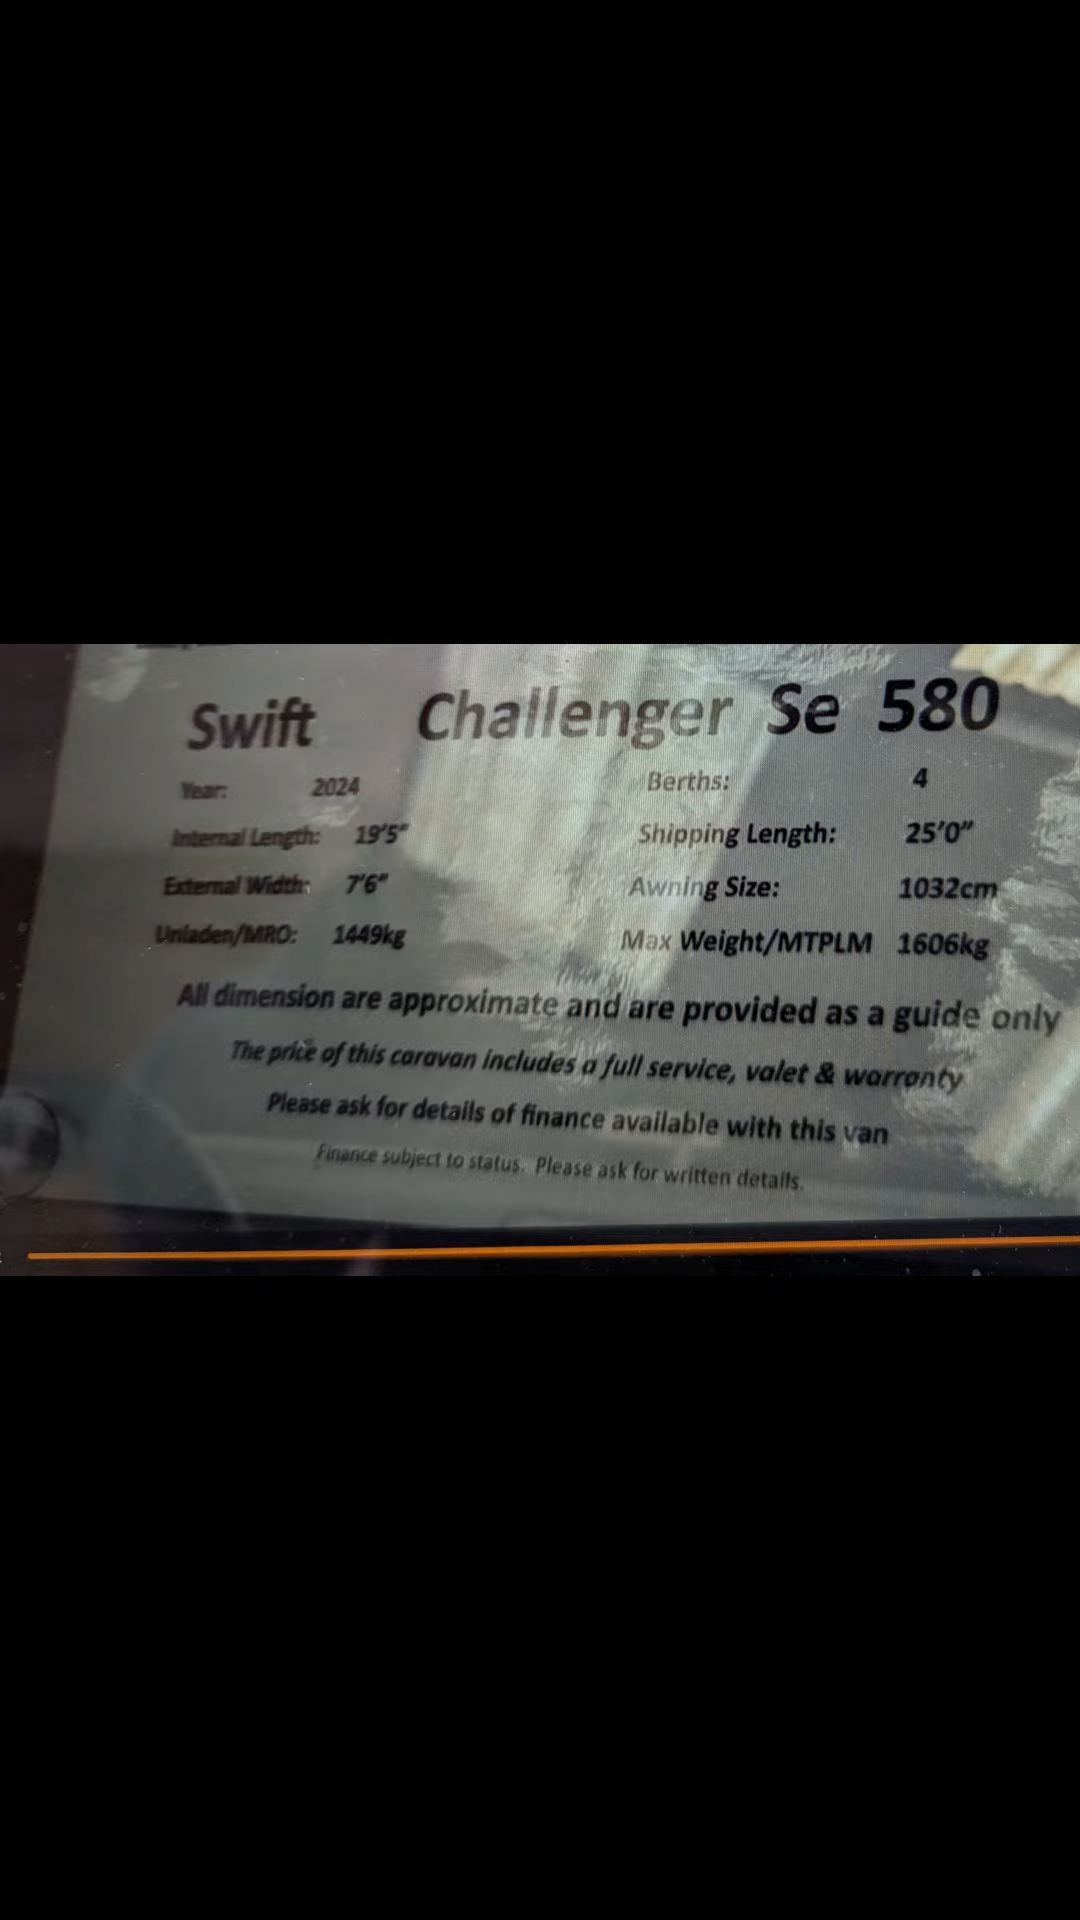 Swift Challenger Se 580
Year: 2024 Berths: 4
Internal Length: 19'5" Shipping Length: 25'0"
External Width: 7'6" Awning Size: 1032cm
Unladen/MRO: 1449kg Max Weight/MTPLM 1606kg
All dimension are approximate and are provided as a guide only
The price of this caravan includes a full service, valet & warranty
Please ask for details of finance available with this van
Finance subject to status. Please ask for written details.